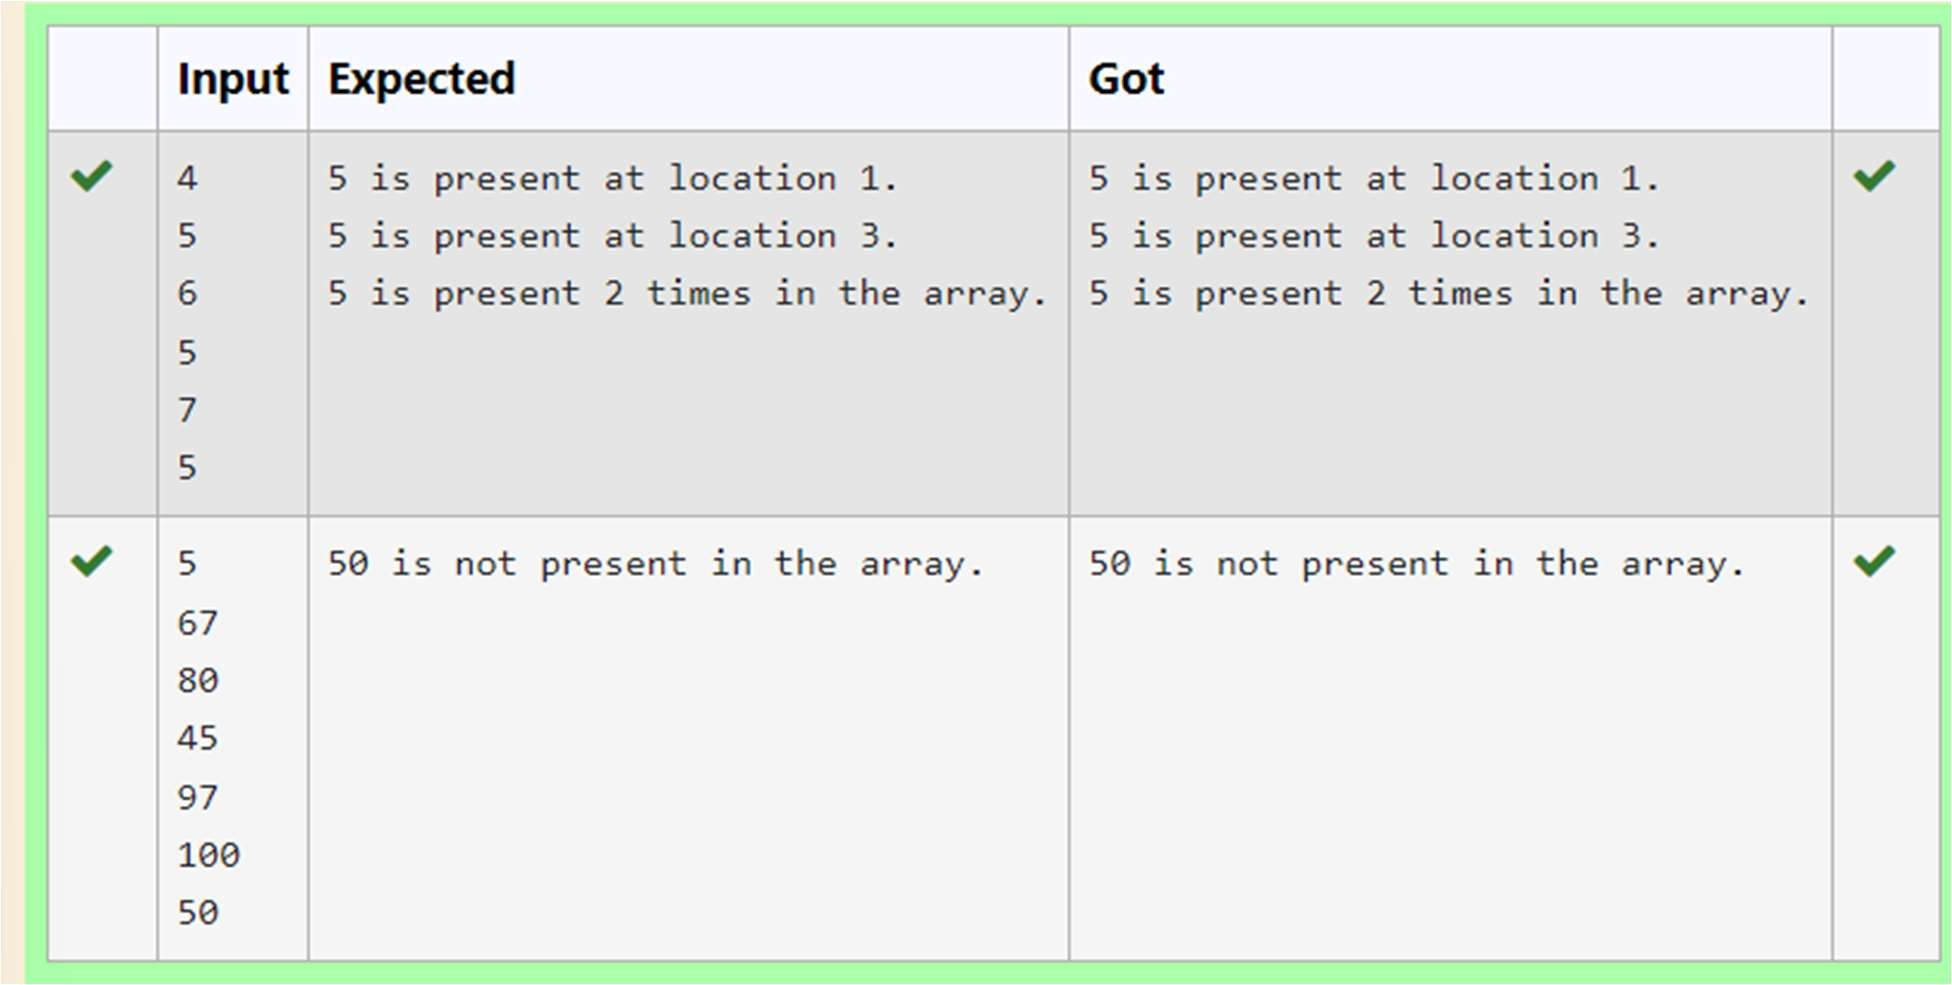 Input Expected Got
4 5 is present at location 1. 5 is present at location 1.
5 5 is present at location 3. 5 is present at location 3.
6 5 is present 2 times in the array. 5 is present 2 times in the array.
5
7
5
5 50 is not present in the array. 50 is not present in the array.
67
80
45
97
100
50